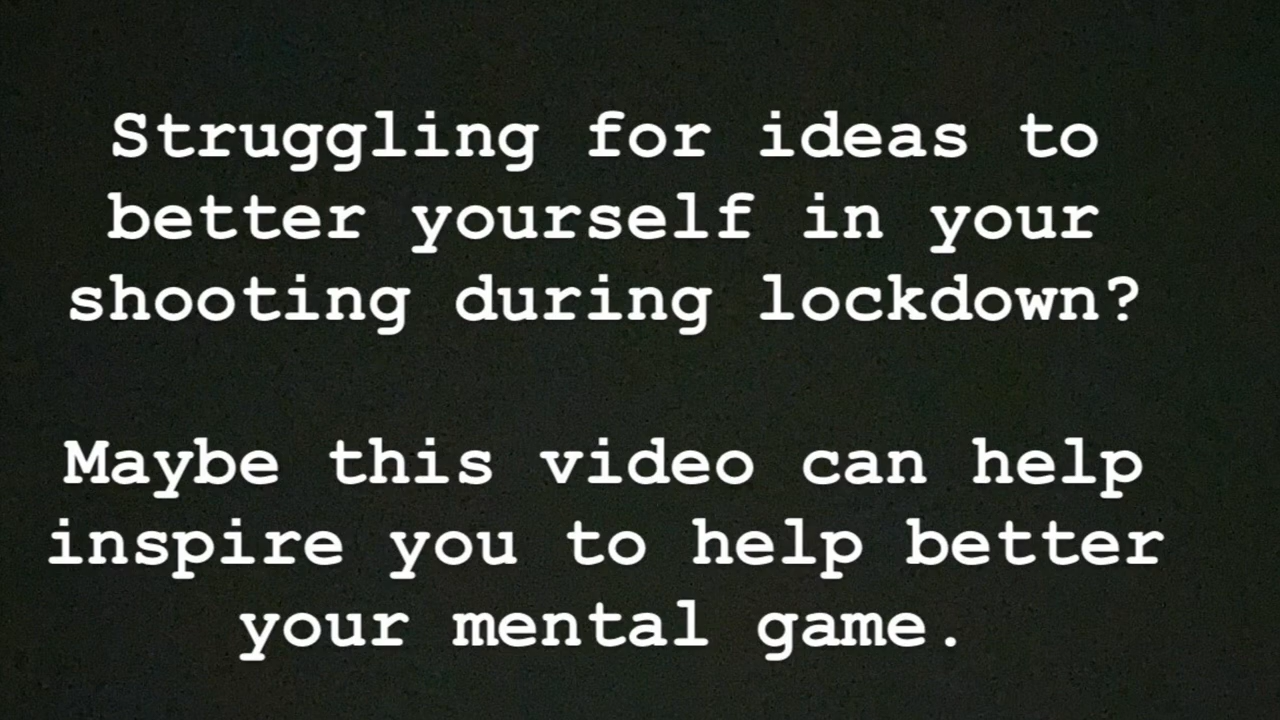 Struggling for ideas to
better yourself in your
shooting during lockdown?
Maybe this video can help
inspire you to help better
your mental game.